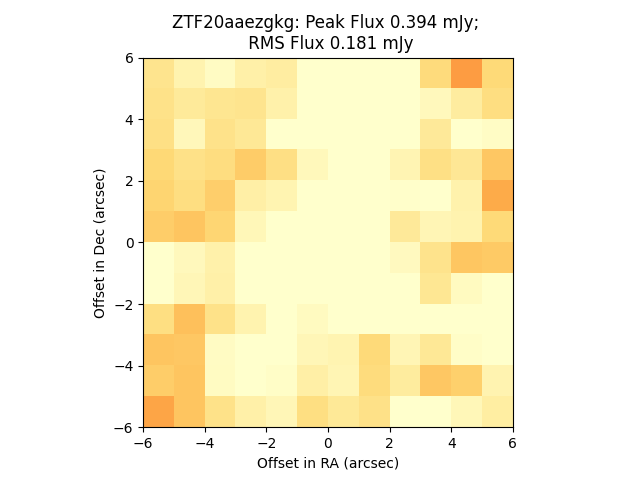 ZTF20aaezgkg: Peak Flux 0.394 mJy;
RMS Flux 0.181 mJy
6
4
2
0
−2
−4
−6
Offset in Dec (arcsec)
−6 −4 −2 0 2 4 6
Offset in RA (arcsec)